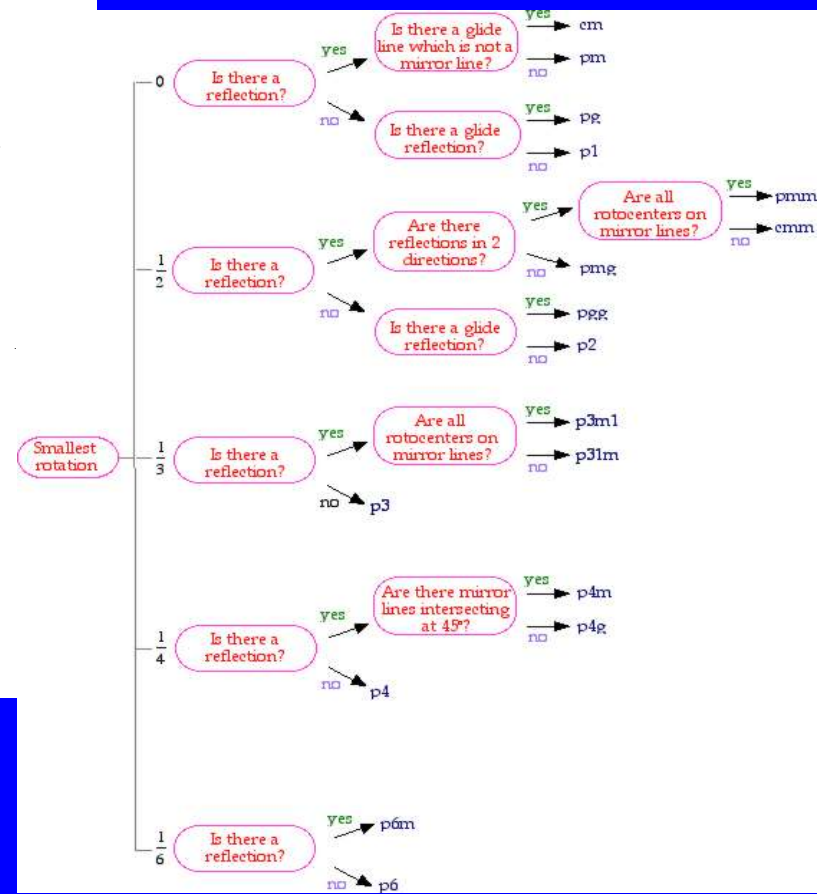 Smallest
rotation
0
Is there a
reflection?
yes
Is there a glide
line which is not a
mirror line?
yes
cm
no
pm
no
Is there a glide
reflection?
yes
pg
no
p1
1
2
Is there a
reflection?
yes
Are there
reflections in 2
directions?
yes
Are all
rotocenters on
mirror lines?
yes
pmm
no
cmm
no
pmg
no
Is there a glide
reflection?
yes
pgg
no
p2
1
3
Is there a
reflection?
yes
Are all
rotocenters on
mirror lines?
yes
p3m1
no
p31m
no
p3
1
4
Is there a
reflection?
yes
Are there mirror
lines intersecting
at 45°?
yes
p4m
no
p4g
no
p4
1
6
Is there a
reflection?
yes
p6m
no
p6